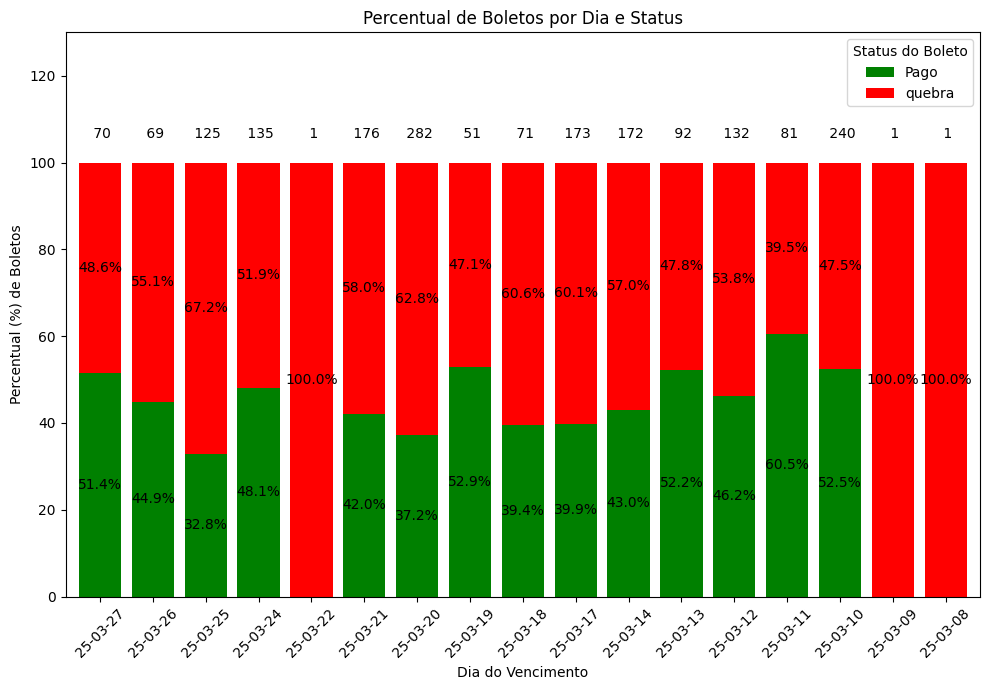 Percentual de Boletos por Dia e Status
Status do Boleto
Pago
quebra
Percentual (%) de Boletos
120
100
80
60
40
20
0
70 69 125 135 1 176 282 51 71 173 172 92 132 81 240 1 1
48.6% 55.1% 67.2% 51.9% 100.0% 58.0% 62.8% 47.1% 60.6% 60.1% 57.0% 47.8% 53.8% 39.5% 47.5% 100.0% 100.0%
51.4% 44.9% 32.8% 48.1% 42.0% 37.2% 52.9% 39.4% 39.9% 43.0% 52.2% 46.2% 60.5% 52.5%
25-03-27 25-03-26 25-03-25 25-03-24 25-03-22 25-03-21 25-03-20 25-03-19 25-03-18 25-03-17 25-03-14 25-03-13 25-03-12 25-03-11 25-03-10 25-03-09 25-03-08
Dia do Vencimento